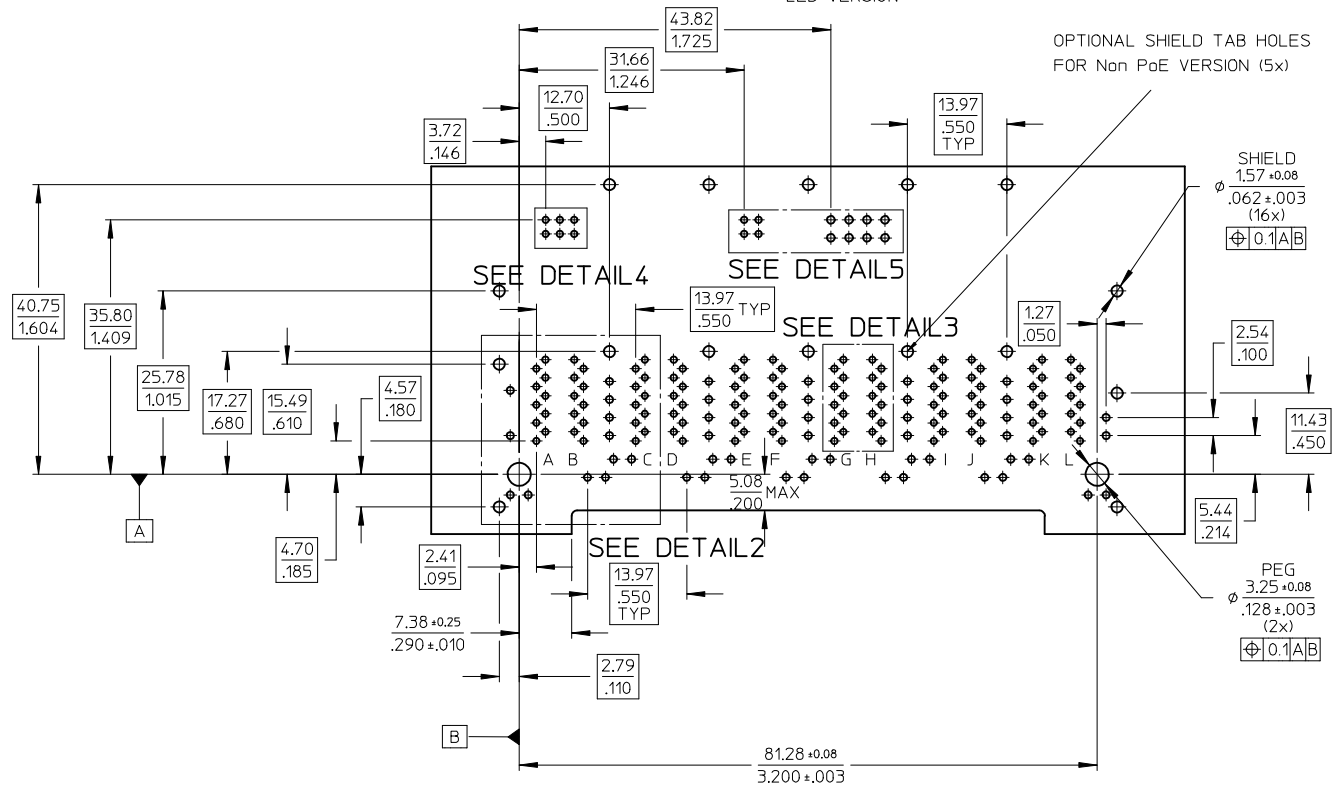 LED VERSION
43.82
1.725
OPTIONAL SHIELD TAB HOLES
FOR Non PoE VERSION (5x)
31.66
1.246
12.70
.500
13.97
.550
TYP
3.72
.146
SHIELD
⌀ 1.57 ±0.08
.062 ±.003
(16x)
⌖ 0.1 A B
SEE DETAIL4
SEE DETAIL5
40.75
1.604
35.80
1.409
13.97
.550 TYP
SEE DETAIL3
1.27
.050
2.54
.100
25.78
1.015
17.27
.680
15.49
.610
4.57
.180
11.43
.450
A B C D E F G H I J K L
5.08
.200 MAX
A
5.44
.214
4.70
.185
2.41
.095
SEE DETAIL2
13.97
.550
TYP
PEG
⌀ 3.25 ±0.08
.128 ±.003
(2x)
⌖ 0.1 A B
7.38 ±0.25
.290 ±.010
2.79
.110
B
81.28 ±0.08
3.200 ±.003